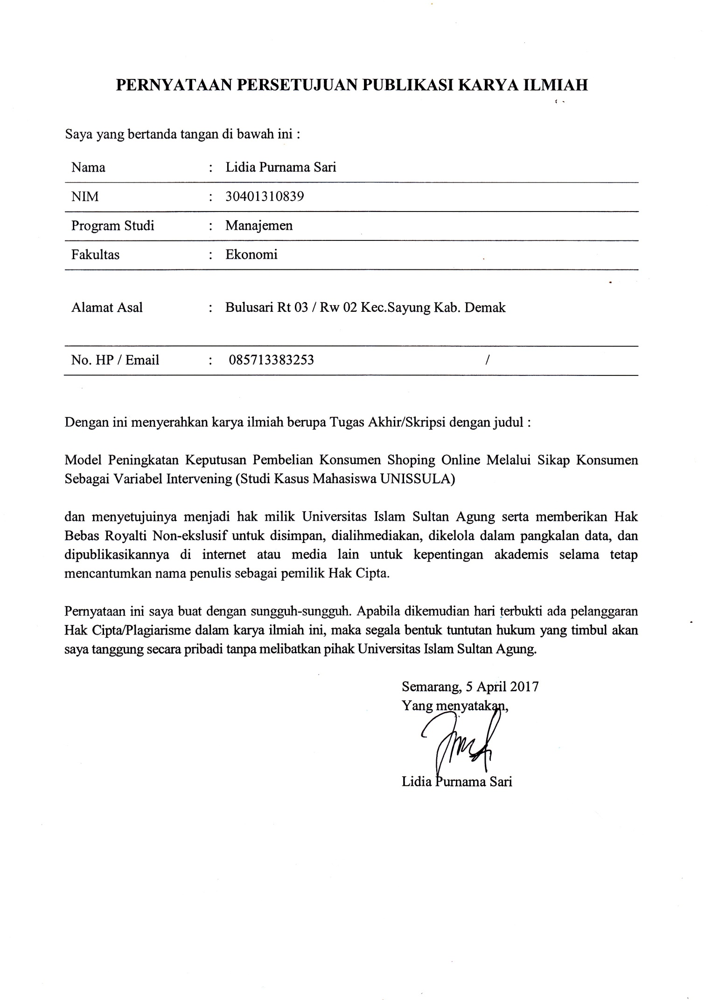 PERNYATAAN PERSETUJUAN PUBLIKASI KARYA ILMIAH
Saya yang bertanda tangan di bawah ini :
Nama : Lidia Purnama Sari
NIM : 30401310839
Program Studi : Manajemen
Fakultas : Ekonomi
Alamat Asal : Bulusari Rt 03 / Rw 02 Kec.Sayung Kab. Demak
No. HP / Email : 085713383253 /
Dengan ini menyerahkan karya ilmiah berupa Tugas Akhir/Skripsi dengan judul :
Model Peningkatan Keputusan Pembelian Konsumen Shoping Online Melalui Sikap Konsumen
Sebagai Variabel Intervening (Studi Kasus Mahasiswa UNISSULA)
dan menyetujuinya menjadi hak milik Universitas Islam Sultan Agung serta memberikan Hak
Bebas Royalti Non-ekslusif untuk disimpan, dialihmediakan, dikelola dalam pangkalan data, dan
dipublikasikannya di internet atau media lain untuk kepentingan akademis selama tetap
mencantumkan nama penulis sebagai pemilik Hak Cipta.
Pernyataan ini saya buat dengan sungguh-sungguh. Apabila dikemudian hari terbukti ada pelanggaran
Hak Cipta/Plagiarisme dalam karya ilmiah ini, maka segala bentuk tuntutan hukum yang timbul akan
saya tanggung secara pribadi tanpa melibatkan pihak Universitas Islam Sultan Agung.
Semarang, 5 April 2017
Yang menyatakan,
Lidia Purnama Sari